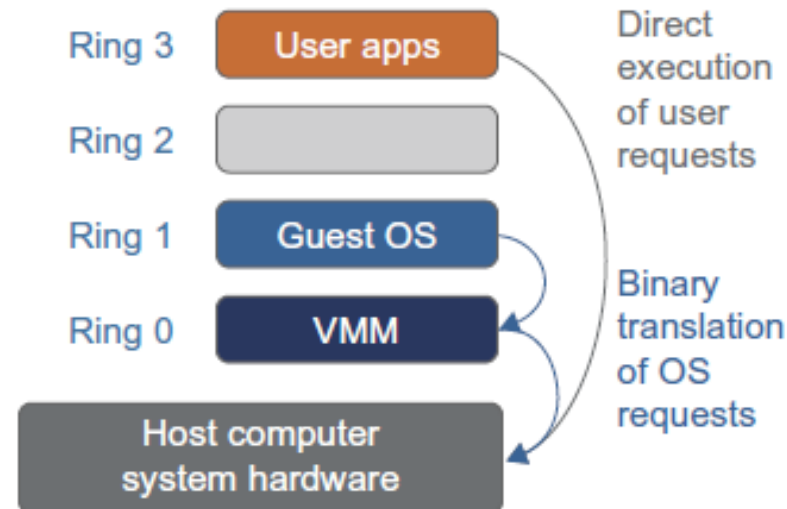 Ring 3
User apps
Direct
execution
of user
requests
Ring 2
Ring 1
Guest OS
Ring 0
VMM
Binary
translation
of OS
requests
Host computer
system hardware